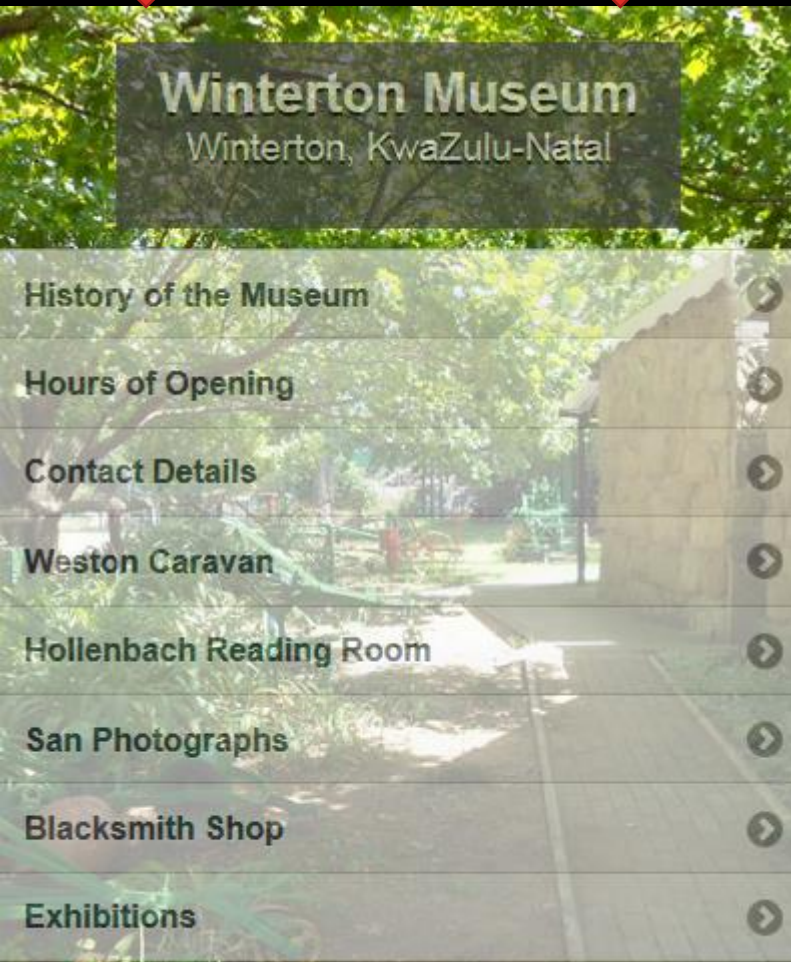 Winterton Museum
Winterton, KwaZulu-Natal
History of the Museum
Hours of Opening
Contact Details
Weston Caravan
Hollenbach Reading Room
San Photographs
Blacksmith Shop
Exhibitions